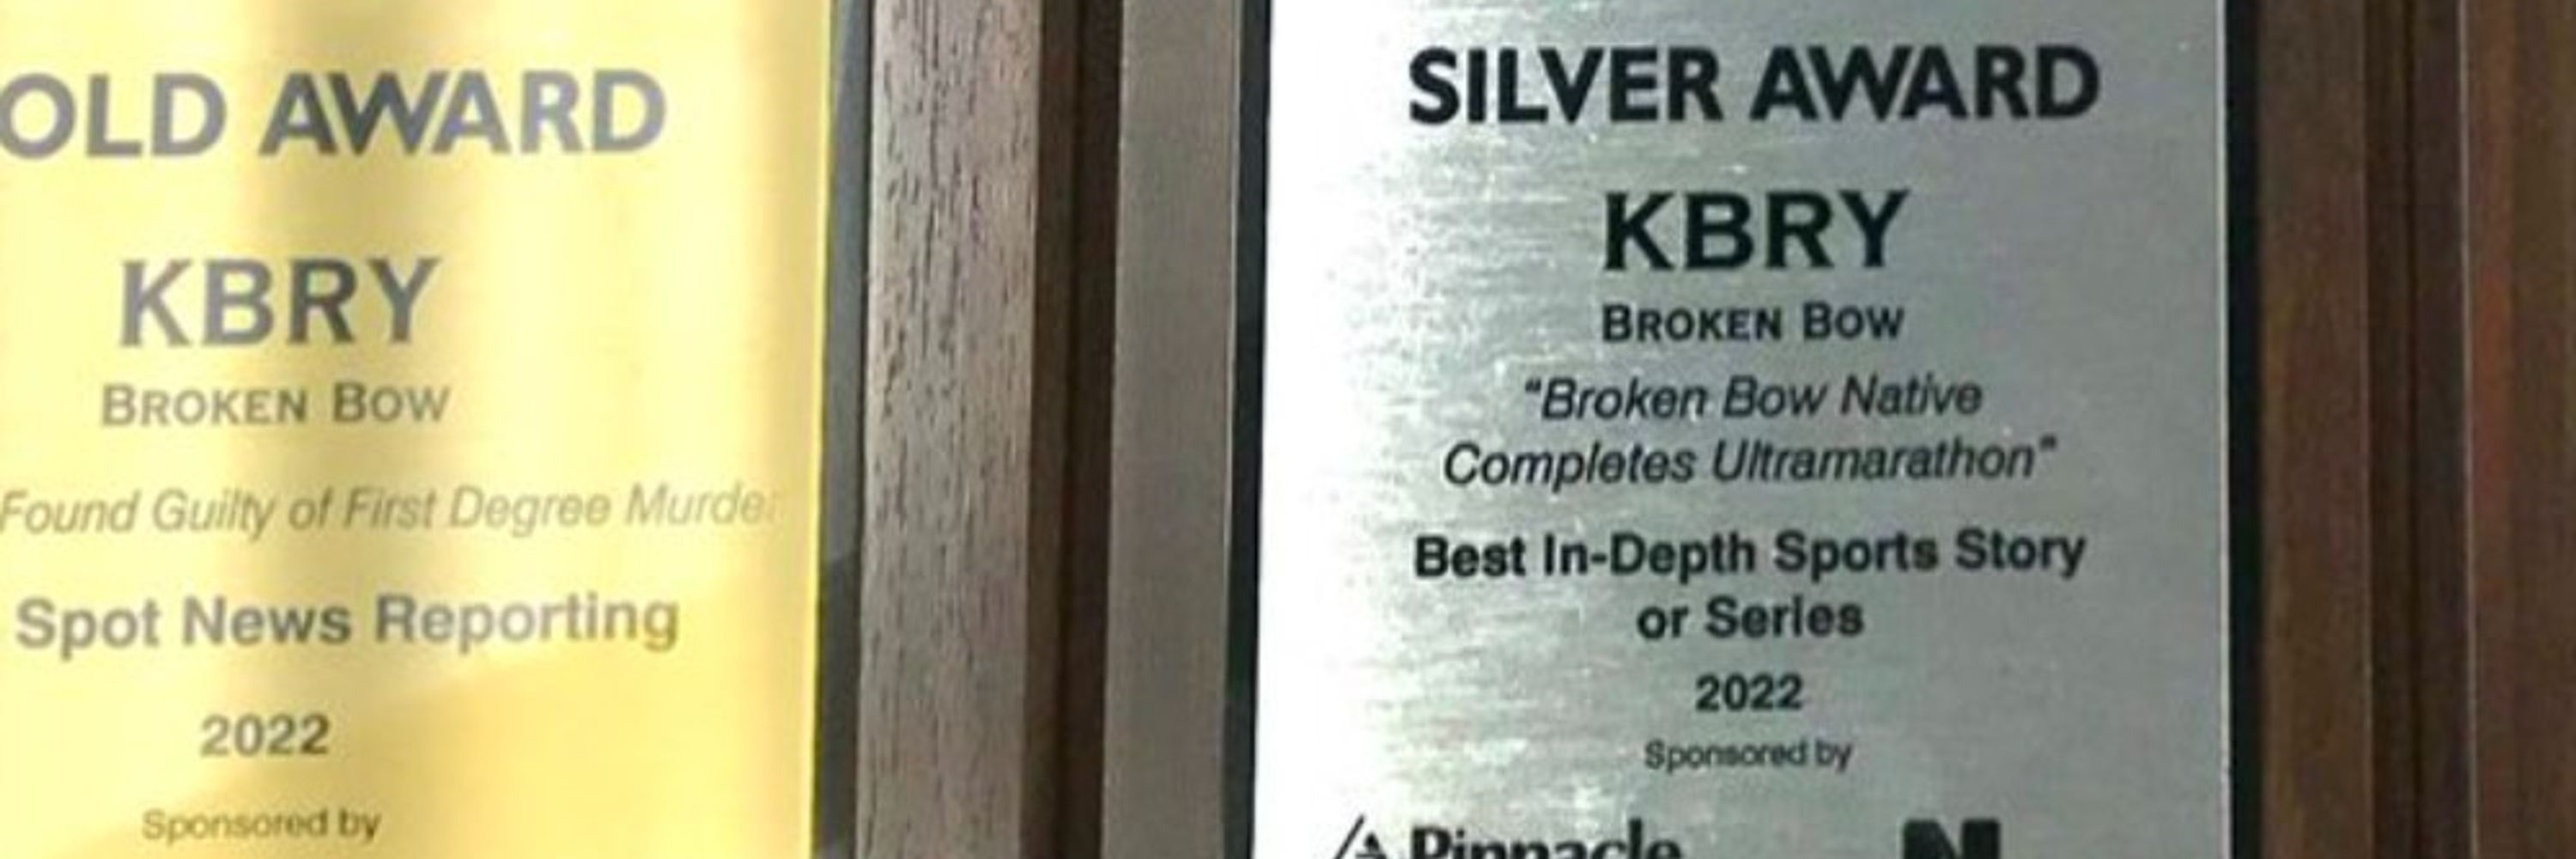 OLD AWARD
KBRY
BROKEN BOW
Found Guilty of First Degree Murde
Spot News Reporting
2022
Sponsored by
SILVER AWARD
KBRY
BROKEN BOW
“Broken Bow Native
Completes Ultramarathon”
Best In-Depth Sports Story
or Series
2022
Sponsored by
Pinnacle N